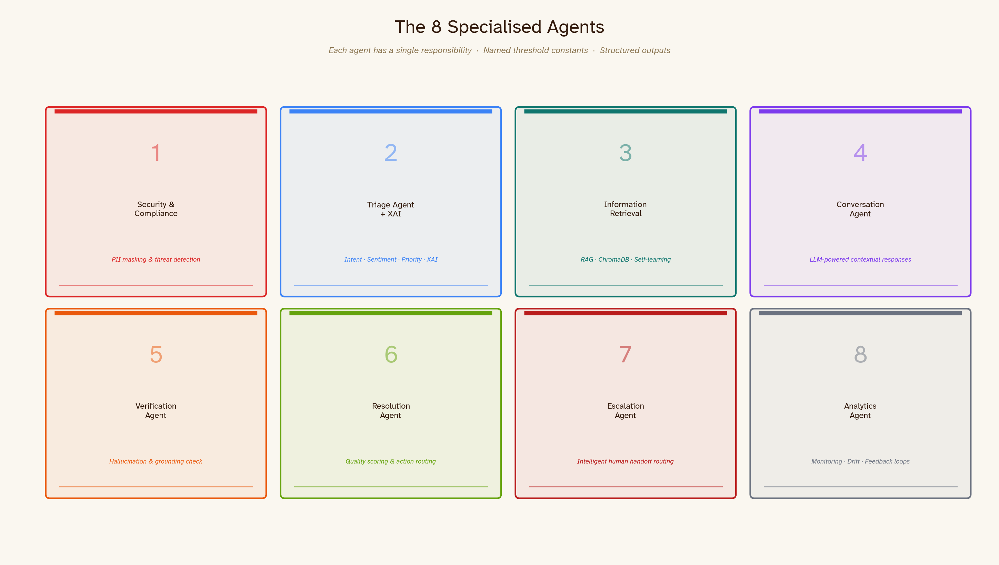 The 8 Specialised Agents
Each agent has a single responsibility · Named threshold constants · Structured outputs
1
Security &
Compliance
PII masking & threat detection
2
Triage Agent
+ XAI
Intent · Sentiment · Priority · XAI
3
Information
Retrieval
RAG · ChromaDB · Self-learning
4
Conversation
Agent
LLM-powered contextual responses
5
Verification
Agent
Hallucination & grounding check
6
Resolution
Agent
Quality scoring & action routing
7
Escalation
Agent
Intelligent human handoff routing
8
Analytics
Agent
Monitoring · Drift · Feedback loops